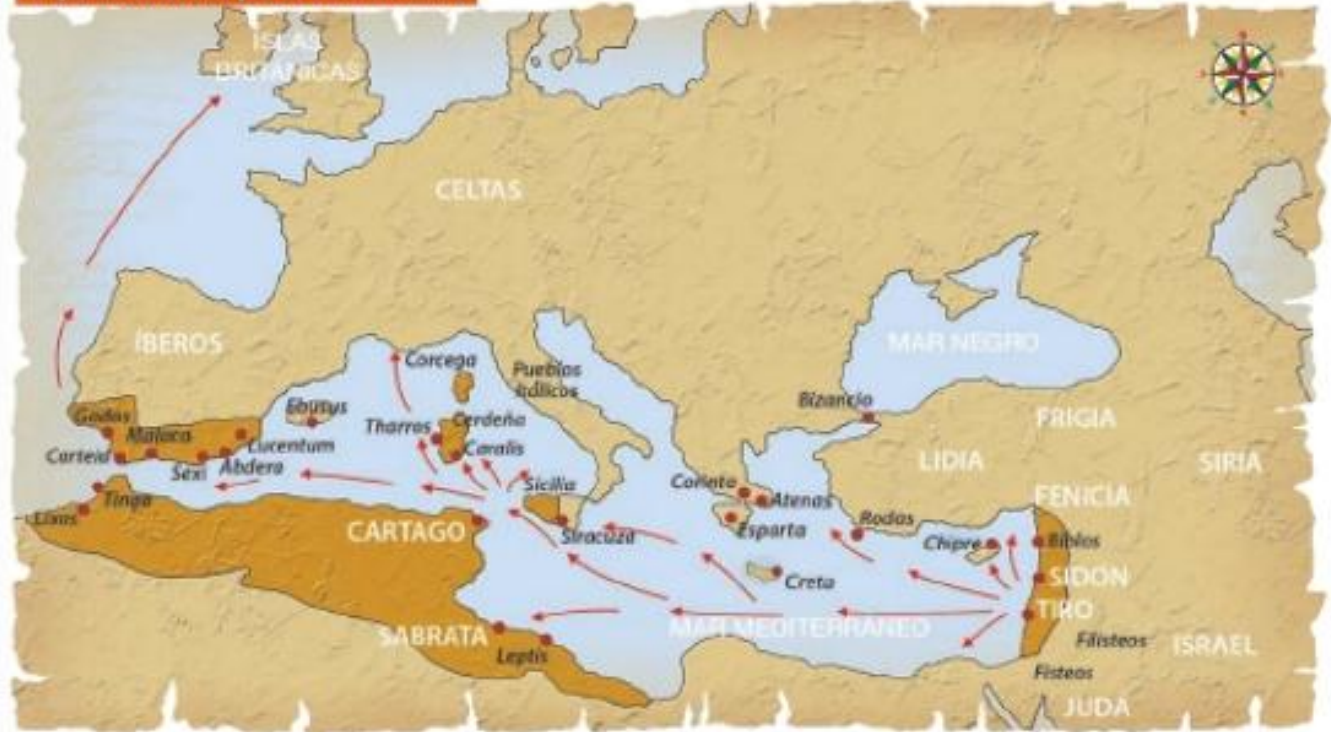 ISLAS
BRITÁNICAS
CELTAS
ÍBEROS
MAR NEGRO
Corcega
Pueblos
itálicos
Bizancio
FRIGIA
Gadas
Malaca
Ebusus
Tharros
Cerdeña
Caralis
LIDIA
SIRIA
Carteid
Sexi
Abdera
Lucentum
Sicilia
Corinto
Atenas
FENICIA
Tinga
Lixas
CARTAGO
Siracuza
Esparta
Rodas
Chipre
Biblos
Creta
SIDON
TIRO
SABRATA
MAR MEDITERRANEO
Filisteos
ISRAEL
Leptis
Fisteos
JUDA